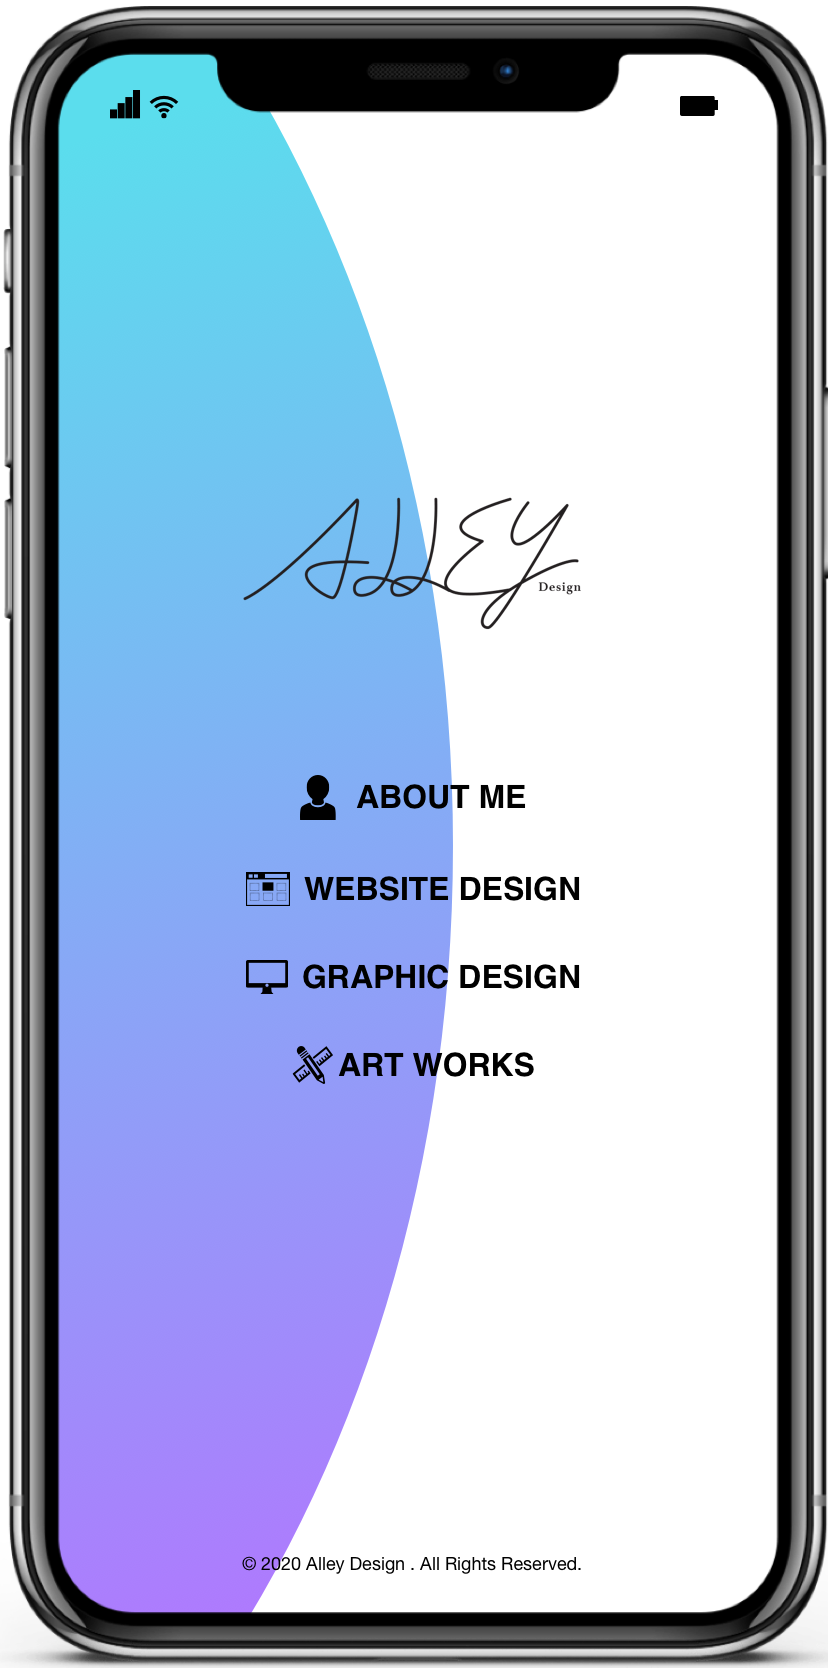 ALLEY
Design
ABOUT ME
WEBSITE DESIGN
GRAPHIC DESIGN
ART WORKS
© 2020 Alley Design . All Rights Reserved.